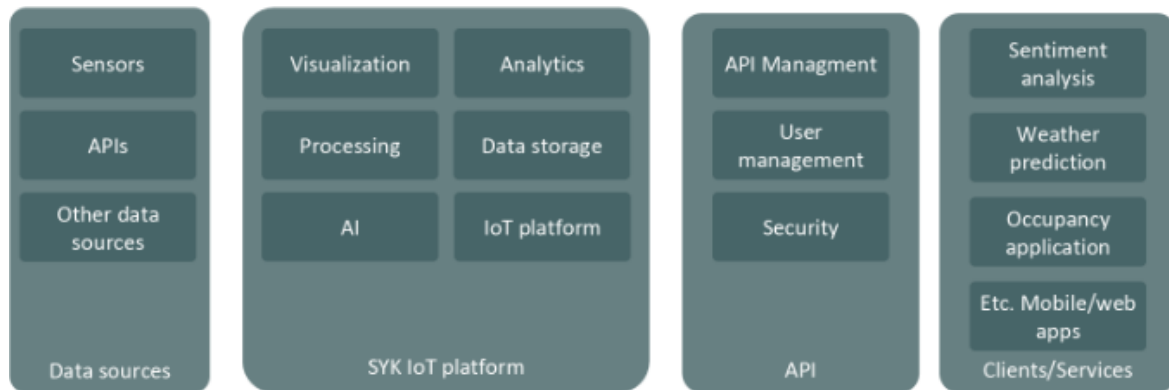 Sensors
APIs
Other data
sources
Data sources
Visualization
Analytics
Processing
Data storage
AI
IoT platform
SYK IoT platform
API Managment
User
management
Security
API
Sentiment
analysis
Weather
prediction
Occupancy
application
Etc. Mobile/web
apps
Clients/Services